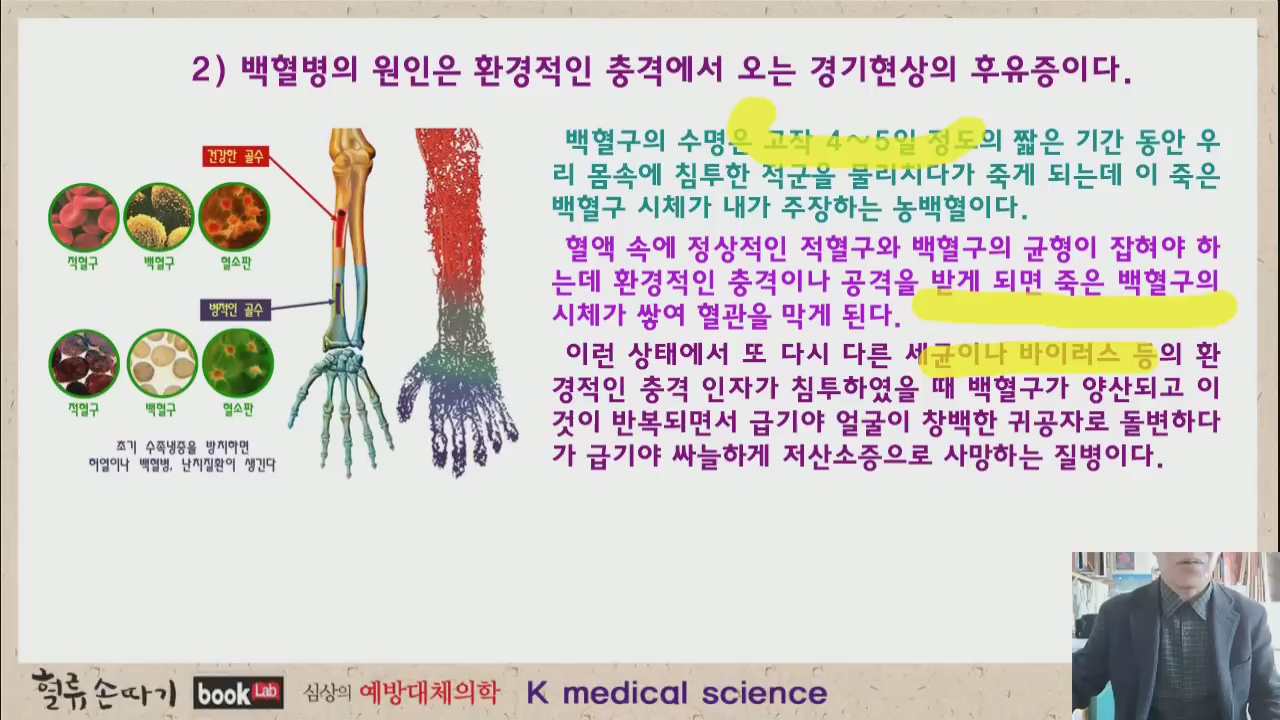 2) 백혈병의 원인은 환경적인 충격에서 오는 경기현상의 후유증이다.
건강한 골수
적혈구 백혈구 혈소판
병적인 골수
적혈구 백혈구 혈소판
초기 수족냉증을 방치하면
허열이나 백혈병, 난치질환이 생긴다
백혈구의 수명은 고작 4~5일 정도의 짧은 기간 동안 우
리 몸속에 침투한 적군을 물리치다가 죽게 되는데 이 죽은
백혈구 시체가 내가 주장하는 농백혈이다.
혈액 속에 정상적인 적혈구와 백혈구의 균형이 잡혀야 하
는데 환경적인 충격이나 공격을 받게 되면 죽은 백혈구의
시체가 쌓여 혈관을 막게 된다.
이런 상태에서 또 다시 다른 세균이나 바이러스 등의 환
경적인 충격 인자가 침투하였을 때 백혈구가 양산되고 이
것이 반복되면서 급기야 얼굴이 창백한 귀공자로 돌변하다
가 급기야 싸늘하게 저산소증으로 사망하는 질병이다.
혈류손따기 book Lab 심상의 예방대체의학 K medical science